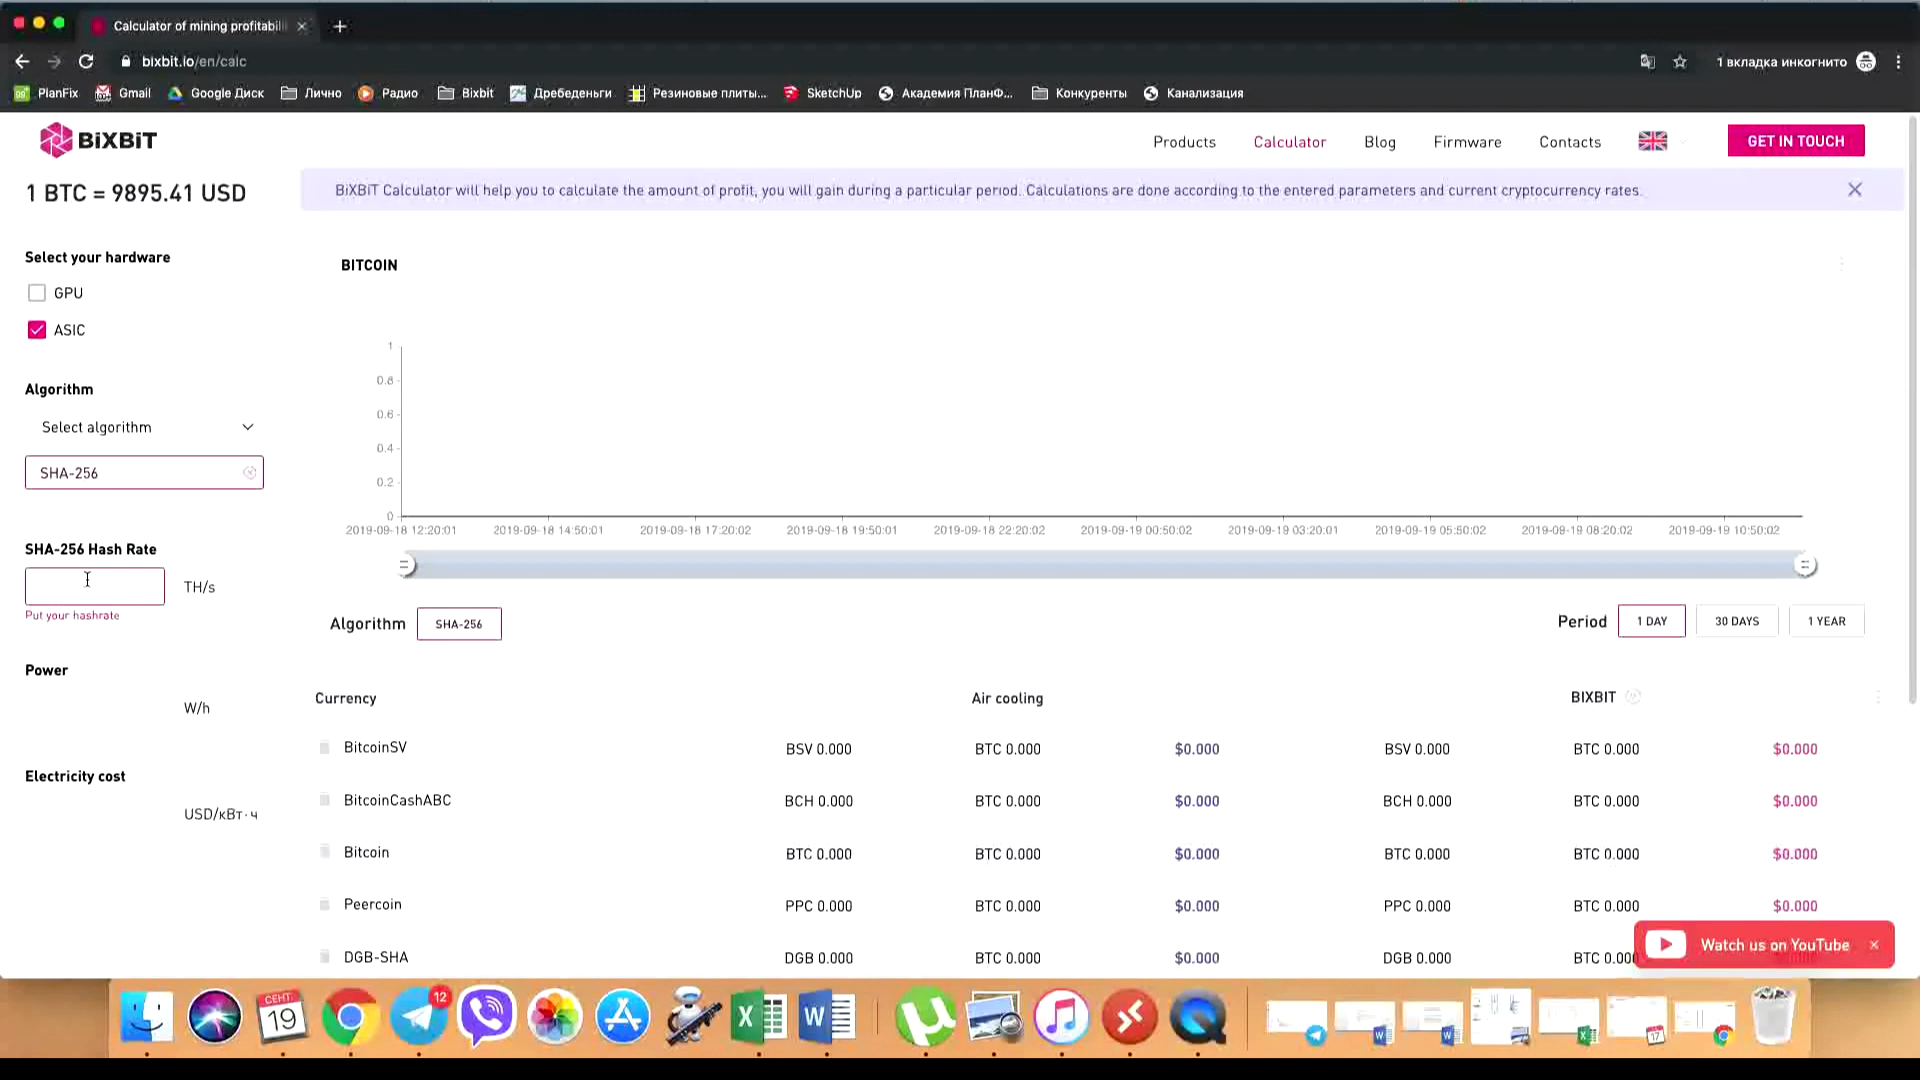 Calculator of mining profitabili
bixbit.io/en/calc
1 вкладка инкогнито
PlanFix
Gmail
Google Диск
Лично
Радио
Bixbit
Дребеденьги
Резиновые плиты...
SketchUp
Академия ПланФ...
Конкуренты
Канализация
BiXBiT
Products
Calculator
Blog
Firmware
Contacts
GET IN TOUCH
1 BTC = 9895.41 USD
BiXBiT Calculator will help you to calculate the amount of profit, you will gain during a particular period. Calculations are done according to the entered parameters and current cryptocurrency rates.
Select your hardware
GPU
ASIC
Algorithm
Select algorithm
SHA-256
SHA-256 Hash Rate
TH/s
Put your hashrate
Power
W/h
Electricity cost
USD/кВт·ч
BITCOIN
1
0.8
0.6
0.4
0.2
0
2019-09-18 12:20:01
2019-09-18 14:50:01
2019-09-18 17:20:02
2019-09-18 19:50:01
2019-09-18 22:20:02
2019-09-19 00:50:02
2019-09-19 03:20:01
2019-09-19 05:50:02
2019-09-19 08:20:02
2019-09-19 10:50:02
Algorithm SHA-256
Period 1 DAY 30 DAYS 1 YEAR
Currency Air cooling BIXBIT
BitcoinSV BSV 0.000 BTC 0.000 $0.000 BSV 0.000 BTC 0.000 $0.000
BitcoinCashABC BCH 0.000 BTC 0.000 $0.000 BCH 0.000 BTC 0.000 $0.000
Bitcoin BTC 0.000 BTC 0.000 $0.000 BTC 0.000 BTC 0.000 $0.000
Peercoin PPC 0.000 BTC 0.000 $0.000 PPC 0.000 BTC 0.000 $0.000
DGB-SHA DGB 0.000 BTC 0.000 $0.000 DGB 0.000 BTC 0.00
Watch us on YouTube
СЕНТ.
19
12
17